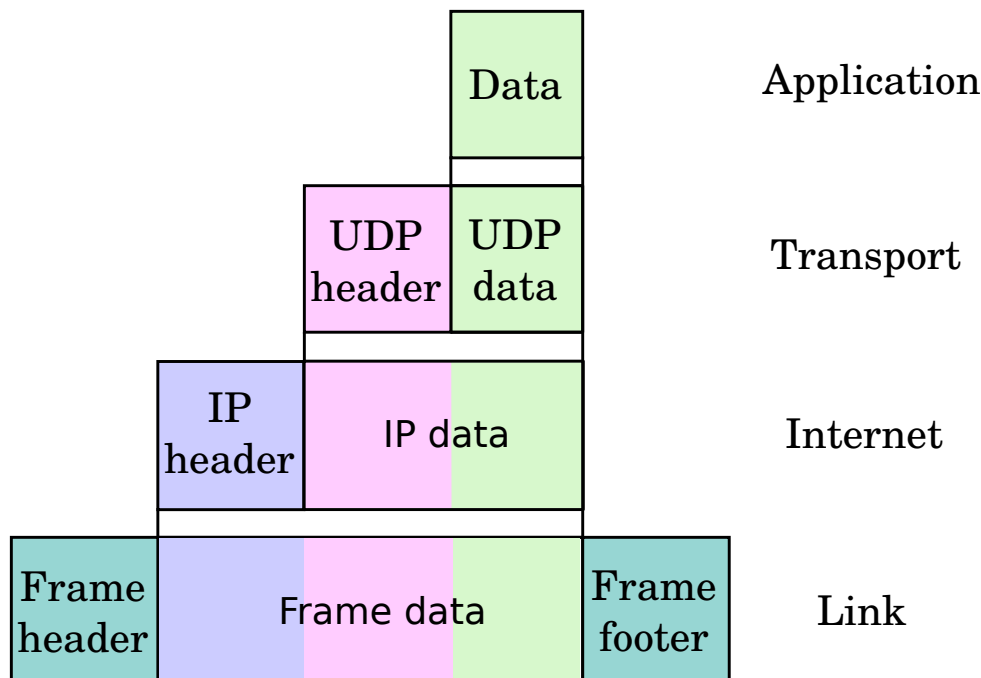 Data
Application
UDP
header
UDP
data
Transport
IP
header
IP data
Internet
Frame
header
Frame data
Frame
footer
Link